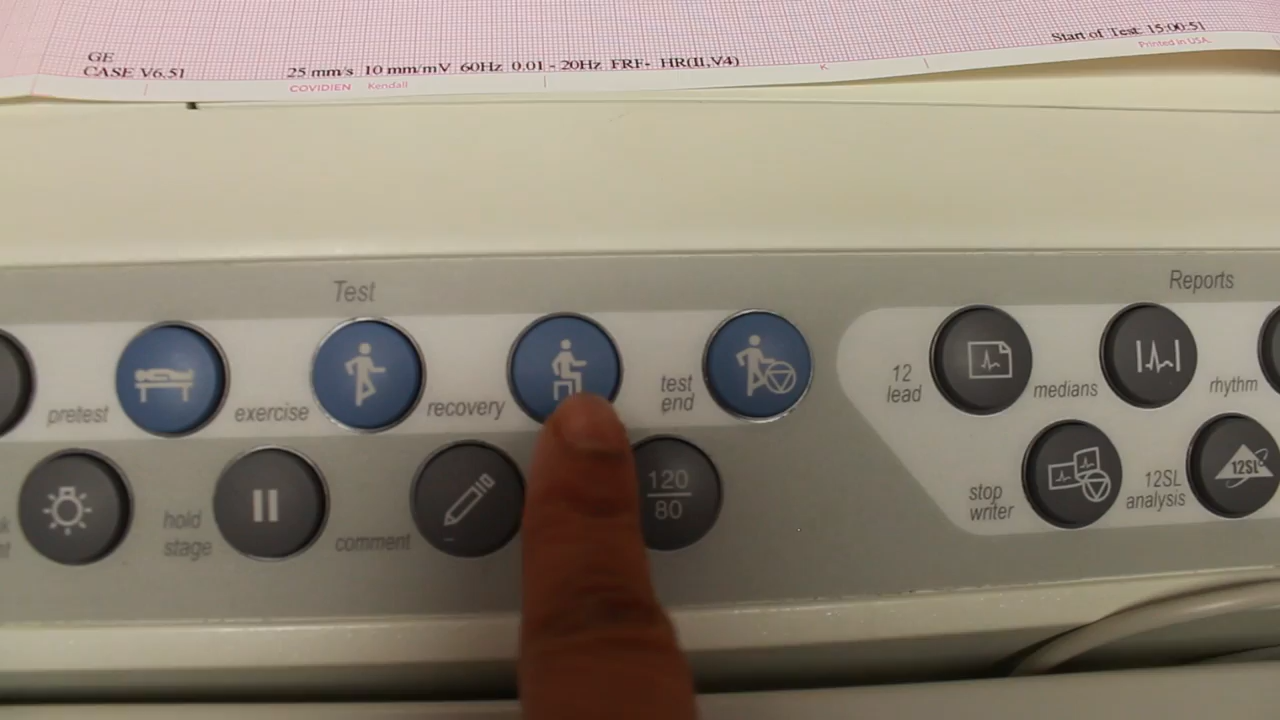 GE
CASE V6.51
25 mm/s 10 mm/mV 60Hz 0.01 - 20Hz FRF- HR(II,V4)
Start of Test: 15:00:51
Printed in USA.
COVIDIEN Kendall
K
Test
Reports
pretest
exercise
recovery
test
end
12
lead
medians
rhythm
hold
stage
comment
120
80
stop
writer
12SL
analysis
12SL